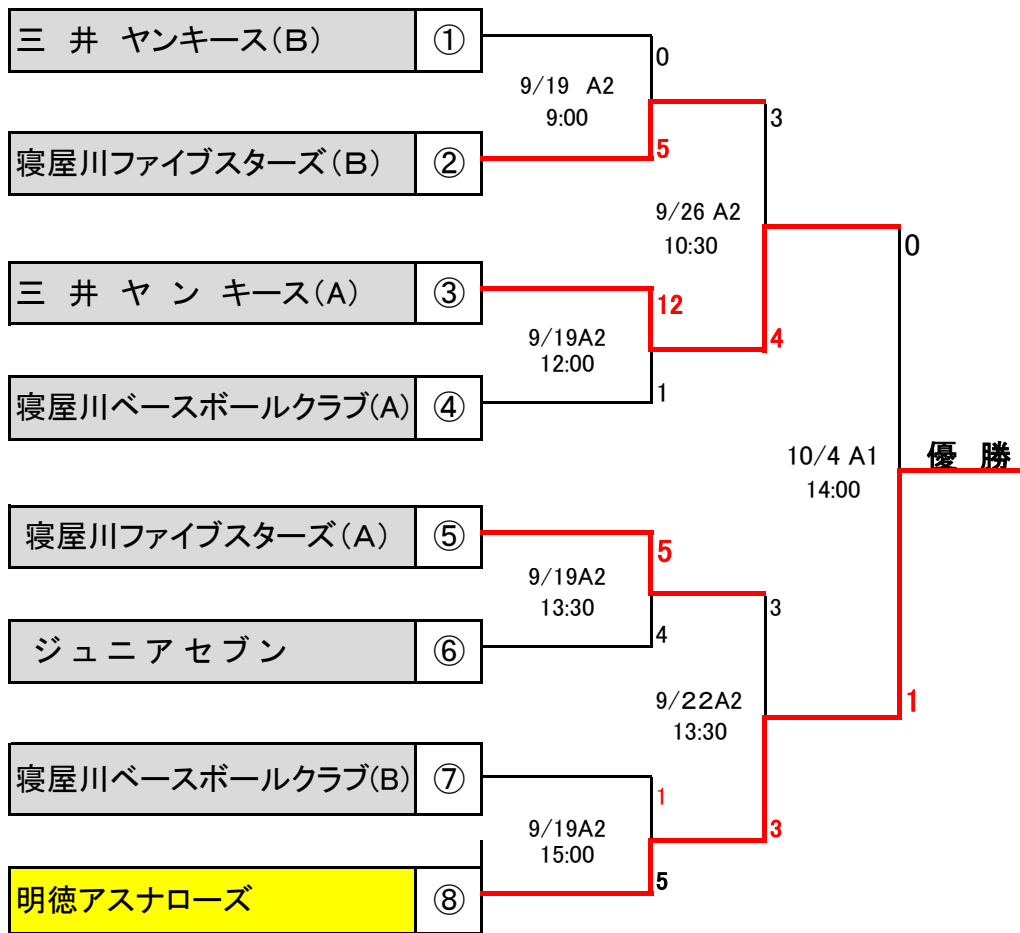 三 井 ヤンキース(B) ①
0
9/19 A2
9:00
3
寝屋川ファイブスターズ(B) ②
5
9/26 A2
10:30
0
三 井 ヤ ン キース(A) ③
12
9/19A2
12:00
4
寝屋川ベースボールクラブ(A) ④
1
10/4 A1
14:00
優 勝
寝屋川ファイブスターズ(A) ⑤
5
9/19A2
13:30
3
ジュニアセブン ⑥
4
9/22A2
13:30
1
寝屋川ベースボールクラブ(B) ⑦
1
9/19A2
15:00
3
明徳アスナローズ ⑧
5